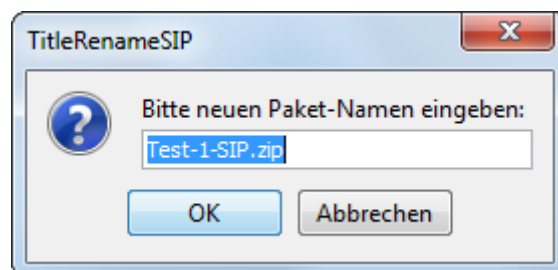 TitleRenameSIP
Bitte neuen Paket-Namen eingeben:
Test-1-SIP.zip
OK
Abbrechen